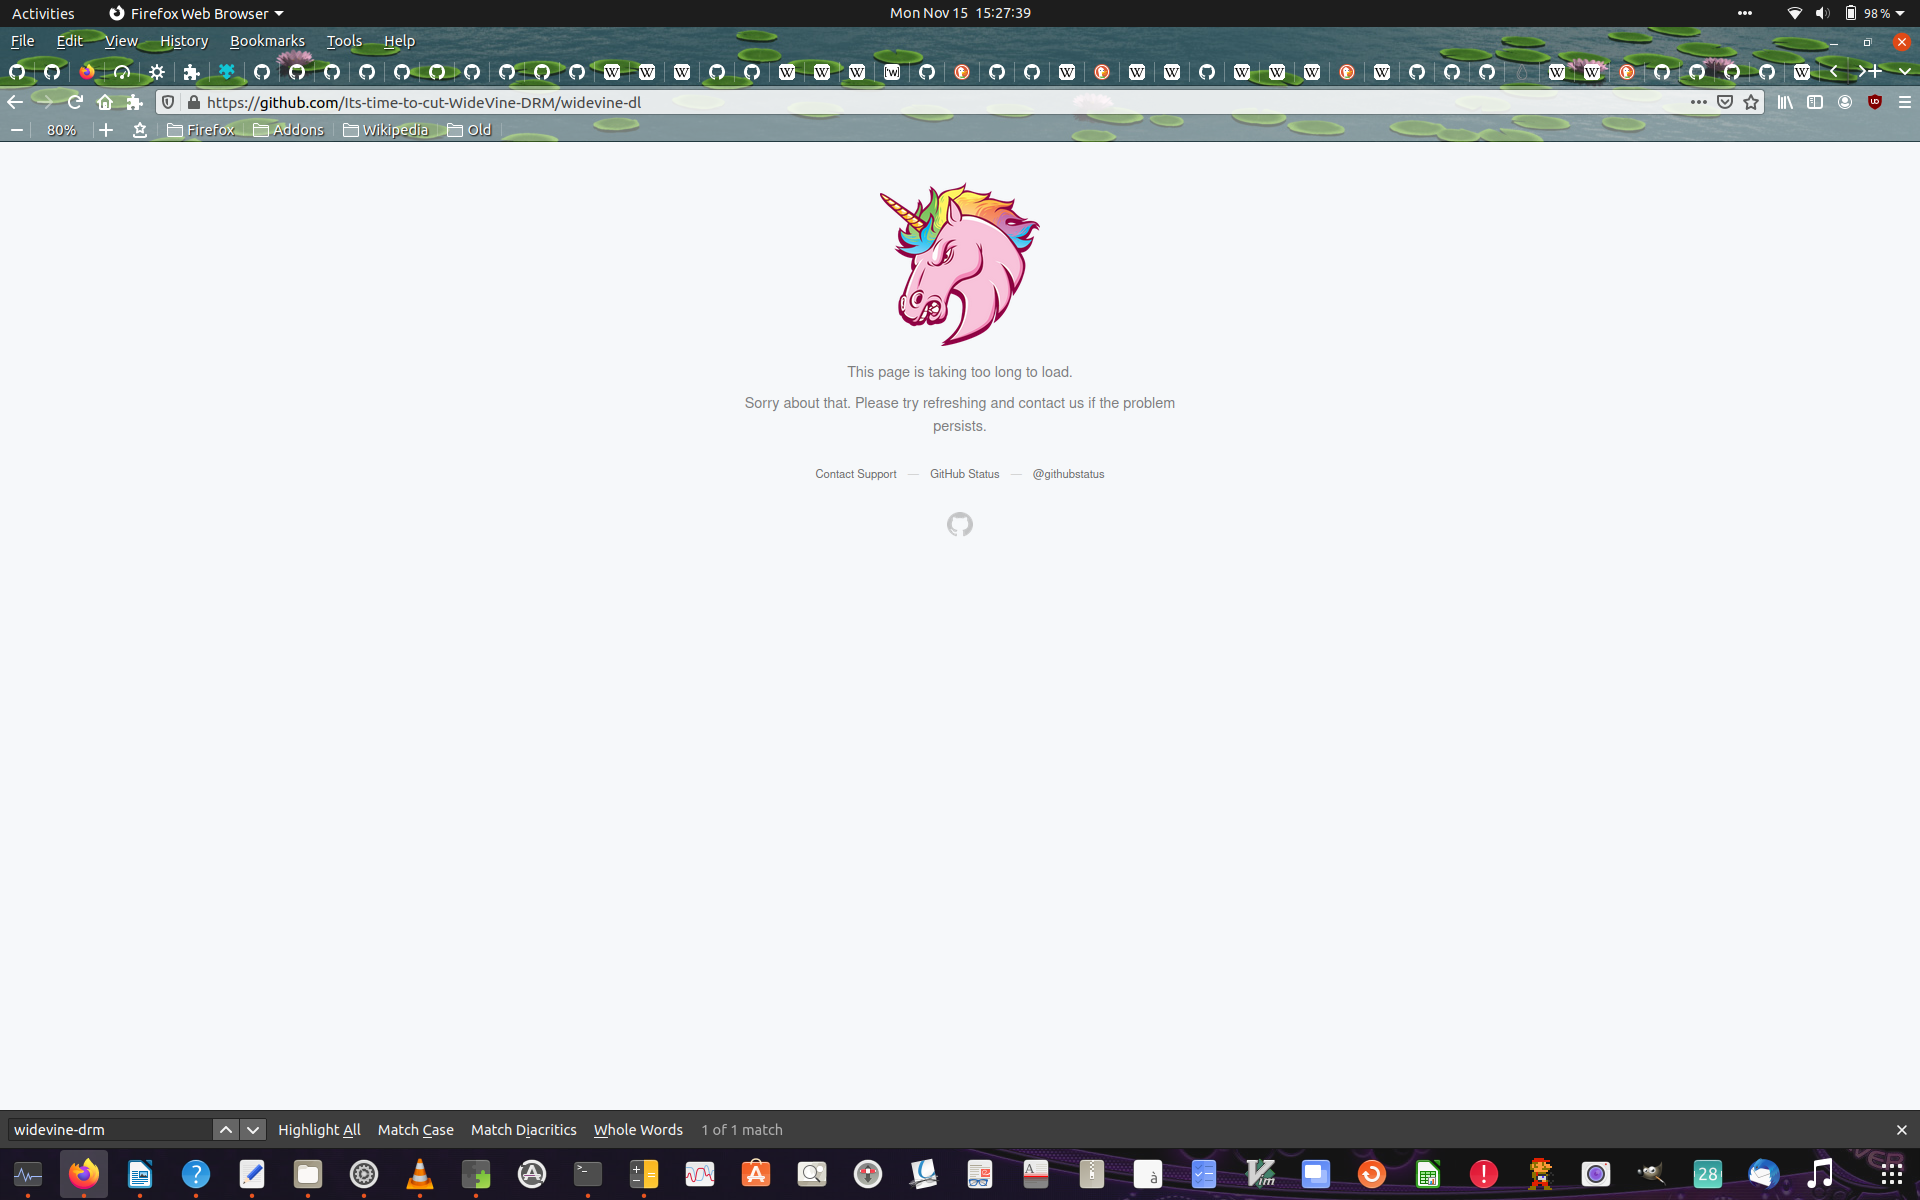 Activities
Firefox Web Browser
Mon Nov 15 15:27:39
98 %
File Edit View History Bookmarks Tools Help
https://github.com/Its-time-to-cut-WideVine-DRM/widevine-dl
80%
Firefox
Addons
Wikipedia
Old
This page is taking too long to load.
Sorry about that. Please try refreshing and contact us if the problem
persists.
Contact Support — GitHub Status — @githubstatus
widevine-drm
Highlight All
Match Case
Match Diacritics
Whole Words
1 of 1 match
28